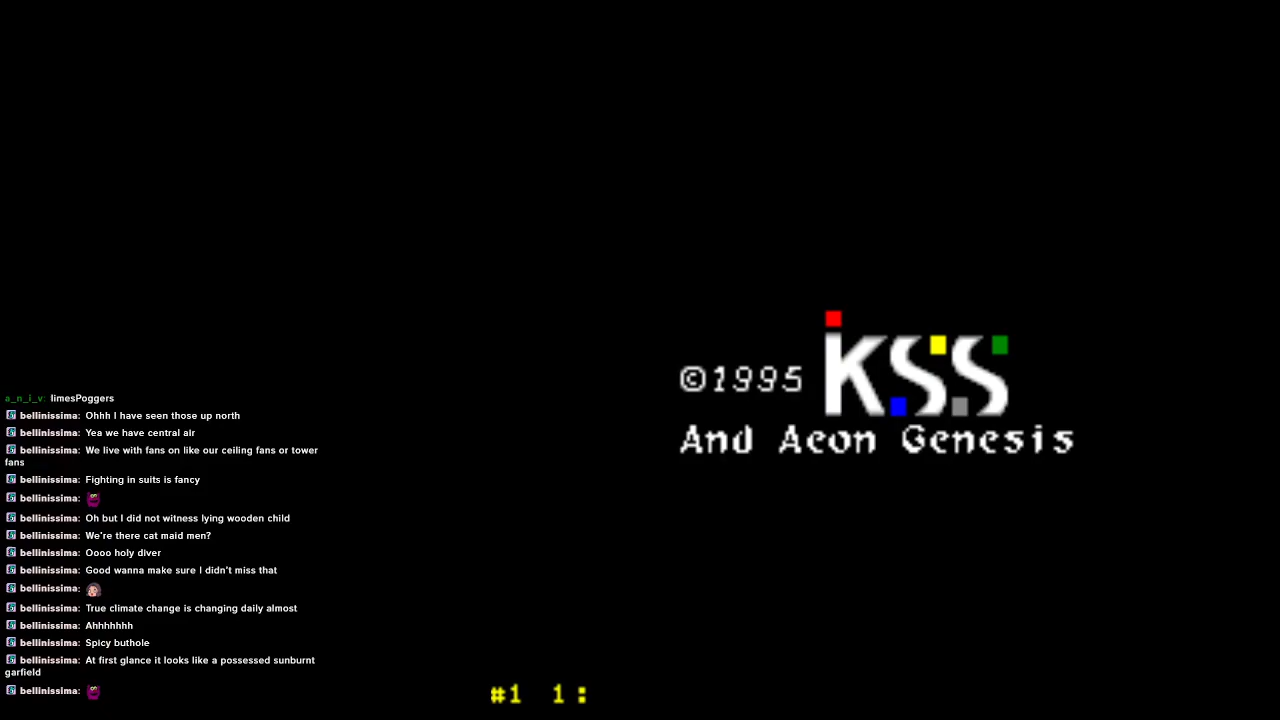 a_n_i_v: limesPoggers
bellinissima: Ohhh I have seen those up north
bellinissima: Yea we have central air
bellinissima: We live with fans on like our ceiling fans or tower
fans
bellinissima: Fighting in suits is fancy
bellinissima:
bellinissima: Oh but I did not witness lying wooden child
bellinissima: We're there cat maid men?
bellinissima: Oooo holy diver
bellinissima: Good wanna make sure I didn't miss that
bellinissima:
bellinissima: True climate change is changing daily almost
bellinissima: Ahhhhhhh
bellinissima: Spicy buthole
bellinissima: At first glance it looks like a possessed sunburnt
garfield
bellinissima:
©1995 KSS
And Aeon Genesis
#1 1: